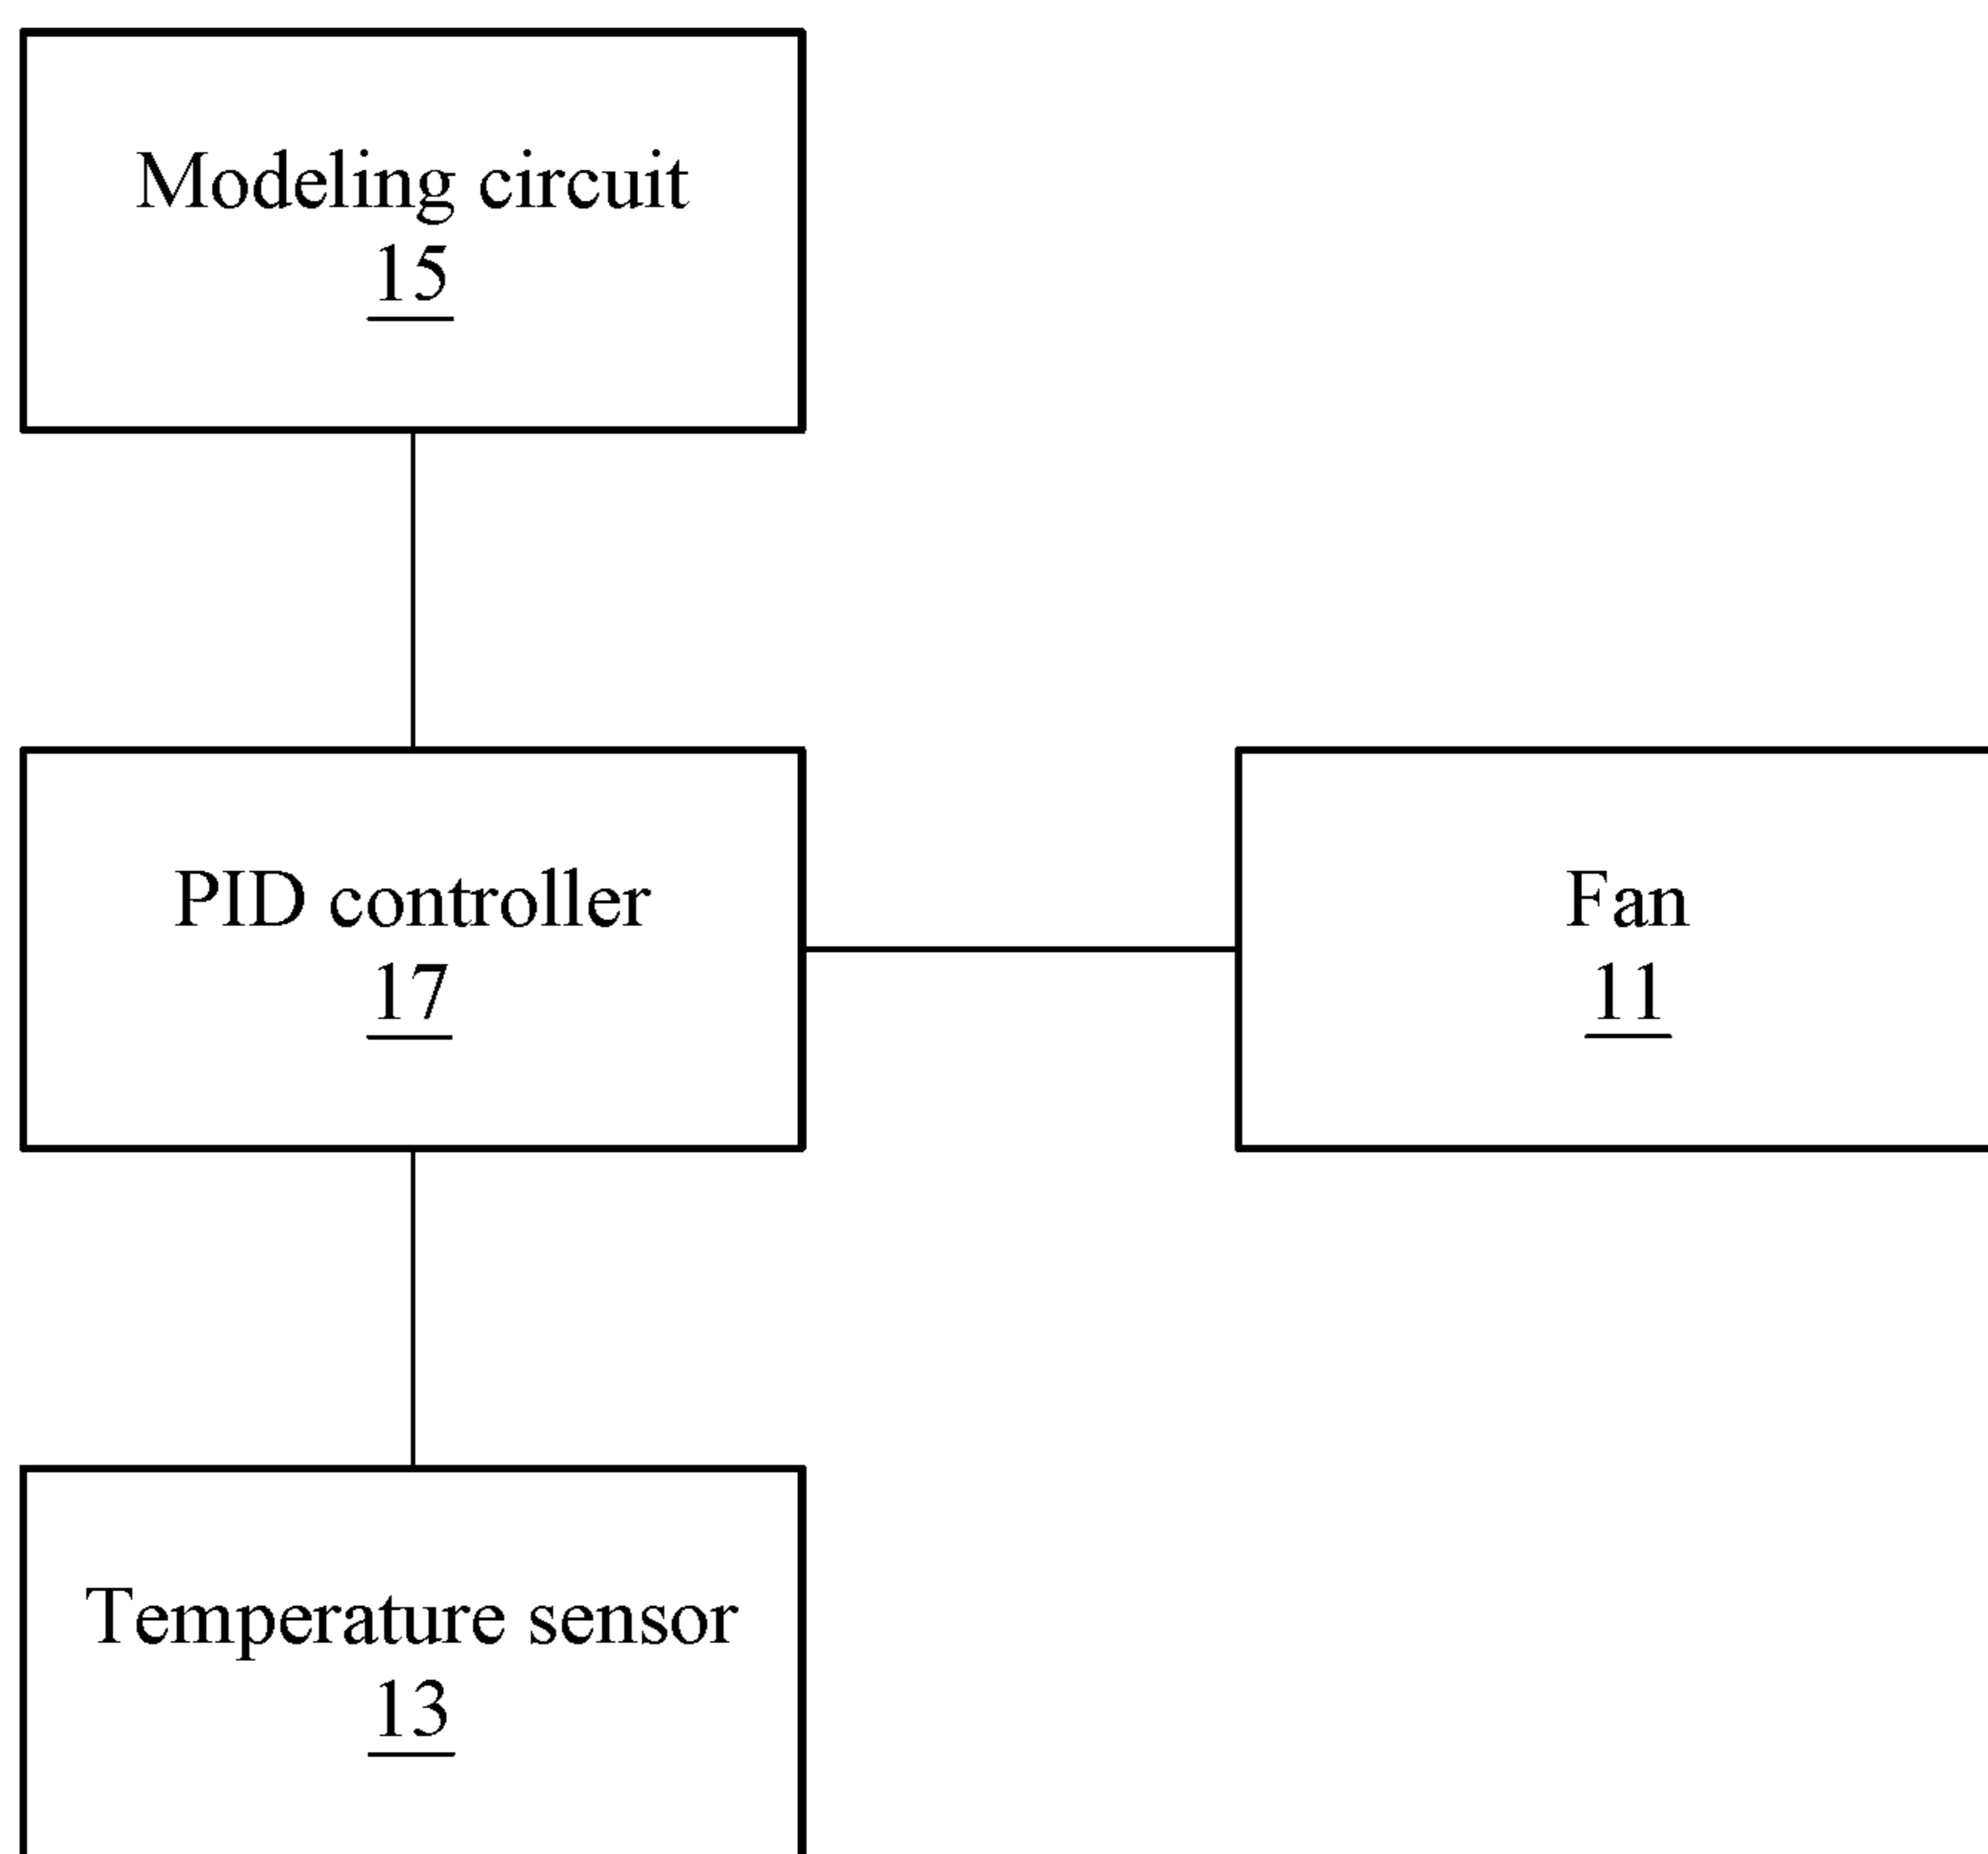 Modeling circuit
15
PID controller
17
Fan
11
Temperature sensor
13